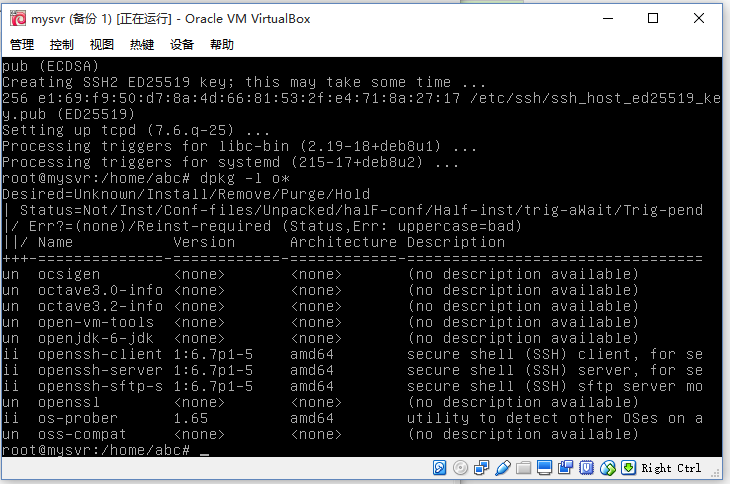 mysvr (备份 1) [正在运行] - Oracle VM VirtualBox
管理 控制 视图 热键 设备 帮助
pub (ECDSA)
Creating SSH2 ED25519 key; this may take some time ...
256 e1:69:f9:50:d7:8a:4d:66:81:53:2f:e4:71:8a:27:17 /etc/ssh/ssh_host_ed25519_ke
y.pub (ED25519)
Setting up tcpd (7.6.q-25) ...
Processing triggers for libc-bin (2.19-18+deb8u1) ...
Processing triggers for systemd (215-17+deb8u2) ...
root@mysvr:/home/abc# dpkg -l o*
Desired=Unknown/Install/Remove/Purge/Hold
| Status=Not/Inst/Conf-files/Unpacked/halF-conf/Half-inst/trig-aWait/Trig-pend
|/ Err?=(none)/Reinst-required (Status,Err: uppercase=bad)
||/ Name           Version      Architecture Description
+++-==============-============-============-=================================
un  ocsigen        <none>       <none>       (no description available)
un  octave3.0-info <none>       <none>       (no description available)
un  octave3.2-info <none>       <none>       (no description available)
un  open-vm-tools  <none>       <none>       (no description available)
un  openjdk-6-jdk  <none>       <none>       (no description available)
ii  openssh-client 1:6.7p1-5    amd64        secure shell (SSH) client, for se
ii  openssh-server 1:6.7p1-5    amd64        secure shell (SSH) server, for se
ii  openssh-sftp-s 1:6.7p1-5    amd64        secure shell (SSH) sftp server mo
un  openssl        <none>       <none>       (no description available)
ii  os-prober      1.65         amd64        utility to detect other OSes on a
un  oss-compat     <none>       <none>       (no description available)
root@mysvr:/home/abc# _
Right Ctrl